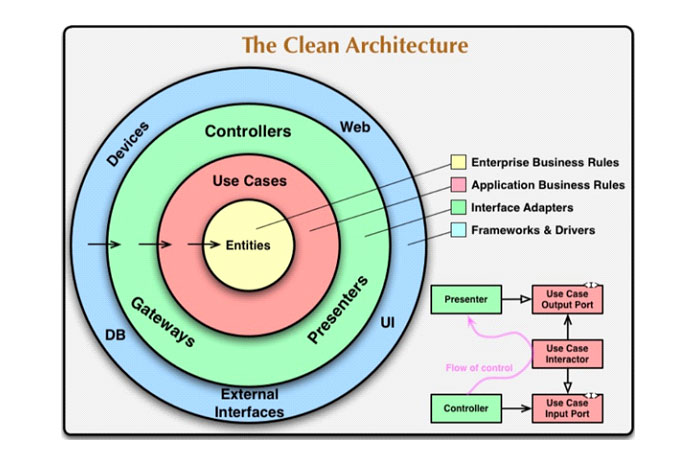 The Clean Architecture
Devices
Web
Controllers
Use Cases
Entities
Gateways
Presenters
DB
UI
External
Interfaces
Enterprise Business Rules
Application Business Rules
Interface Adapters
Frameworks & Drivers
Presenter
Use Case
Output Port
<I>
Flow of control
Use Case
Interactor
Controller
Use Case
Input Port
<I>